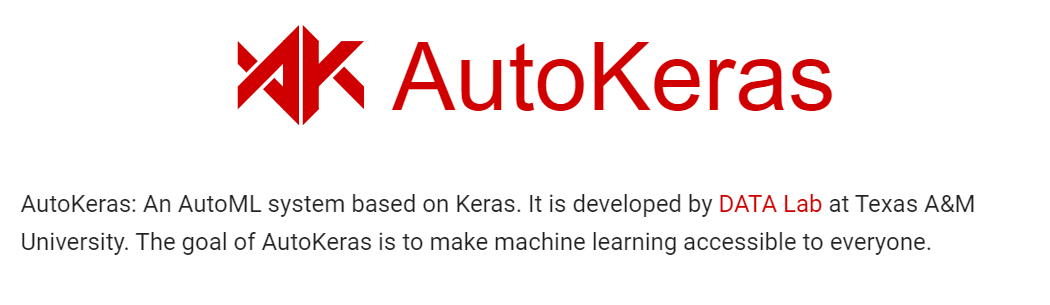 AutoKeras
AutoKeras: An AutoML system based on Keras. It is developed by DATA Lab at Texas A&M
University. The goal of AutoKeras is to make machine learning accessible to everyone.